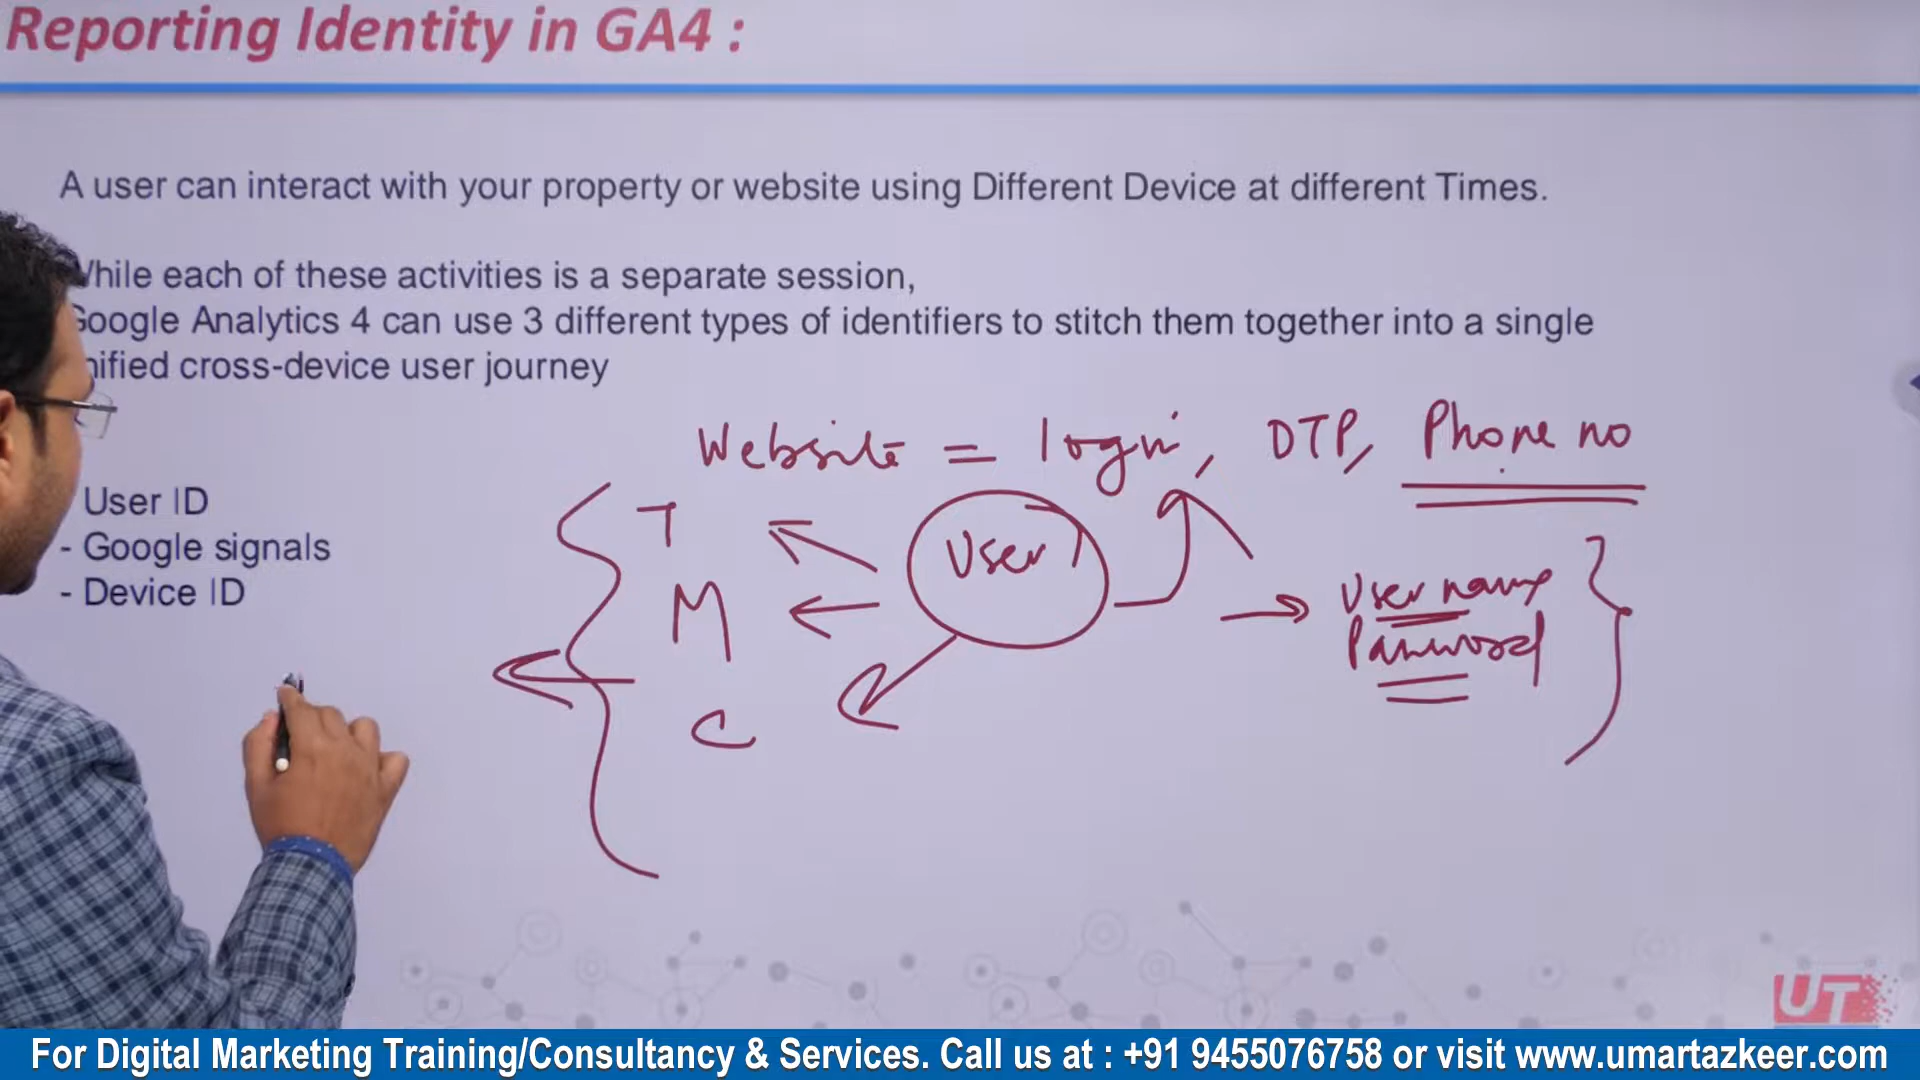 Reporting Identity in GA4 :
A user can interact with your property or website using Different Device at different Times.
While each of these activities is a separate session,
Google Analytics 4 can use 3 different types of identifiers to stitch them together into a single
nified cross-device user journey
Website = login, OTP, Phone no
User ID
- Google signals
- Device ID
T
M
C
User 1
User name
Password
UT
For Digital Marketing Training/Consultancy & Services. Call us at : +91 9455076758 or visit www.umartazkeer.com